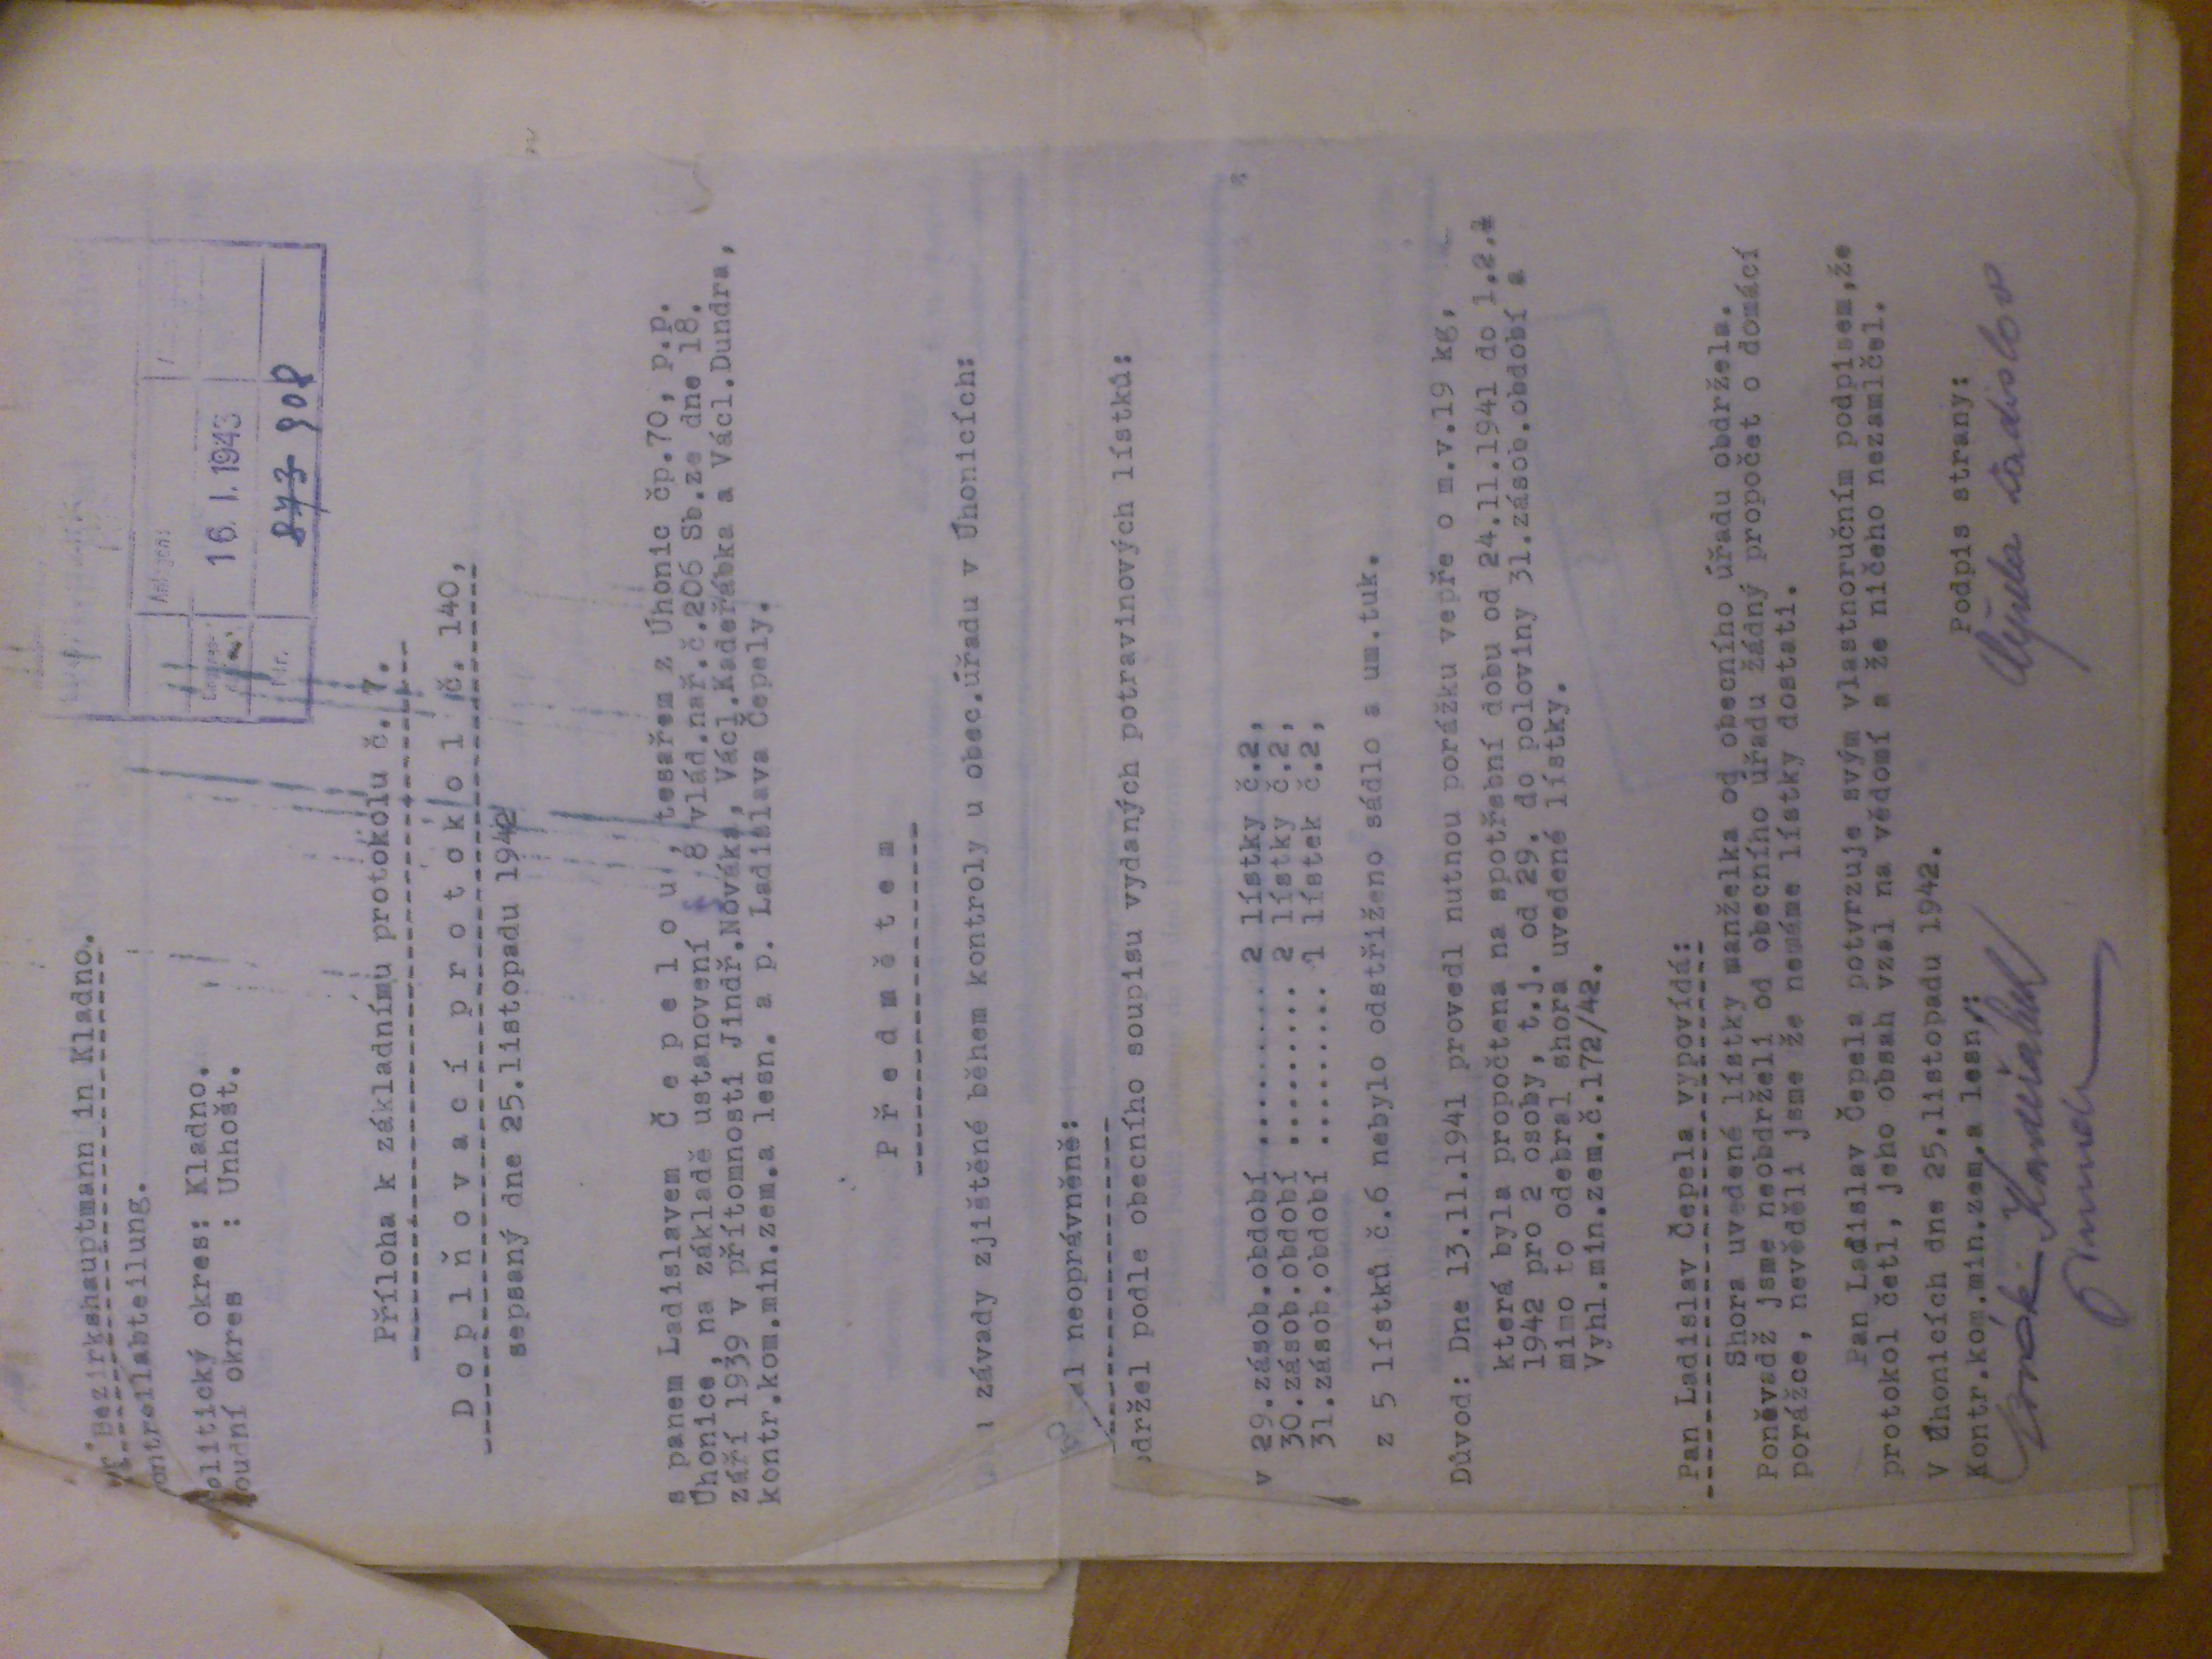 Bezirkshauptmann in Kladno.
ontrollabteilung.
olitický okres: Kladno.
oudní okres : Unhošt.
Anlagen:
16. I. 1943
Nr.
873 908
Příloha k základnímu protokolu č. 7.
Doplňovací protokol č. 140,
sepsaný dne 25.listopadu 1942
s panem Ladislavem Čepelou, tesařem z Úhonic čp.70, p.p.
Úhonice, na základě ustanovení § 8 vlád.nař.č.206 Sb.ze dne 18.
září 1939 v přítomnosti Jindř.Nováka, Václ.Kadeřábka a Václ.Dundra,
kontr.kom.min.zem.a lesn. a p. Ladislava Čepely.
Předmětem
závady zjištěné během kontroly u obec.úřadu v Úhonicích:
al neoprávněně:
držel podle obecního soupisu vydaných potravinových lístků:
v 29.zásob.období ......... 2 lístky č.2,
30.zásob.období ......... 2 lístky č.2,
31.zásob.období ......... 1 lístek č.2,
z 5 lístků č.6 nebylo odstřiženo sádlo a um.tuk.
Důvod: Dne 13.11.1941 provedl nutnou porážku vepře o m.v.19 kg,
která byla propočtena na spotřební dobu od 24.11.1941 do 1.2.
1942 pro 2 osoby, t.j. od 29. do poloviny 31.zásob.období a
mimo to odebral shora uvedené lístky.
Vyhl.min.zem.č.172/42.
Pan Ladislav Čepela vypovídá:
Shora uvedené lístky manželka od obecního úřadu obdržela.
Poněvadž jsme neobdrželi od obecního úřadu žádný propočet o domácí
porážce, nevěděli jsme že nemáme lístky dostati.
Pan Ladislav Čepela potvrzuje svým vlastnoručním podpisem,že
protokol četl, jeho obsah vzal na vědomí a že ničeho nezamlčel.
V Úhonicích dne 25.listopadu 1942.
Podpis strany:
Kontr.kom.min.zem.a lesn.:
Novák Kadeřábek
Čepela Ladislav
Dundr